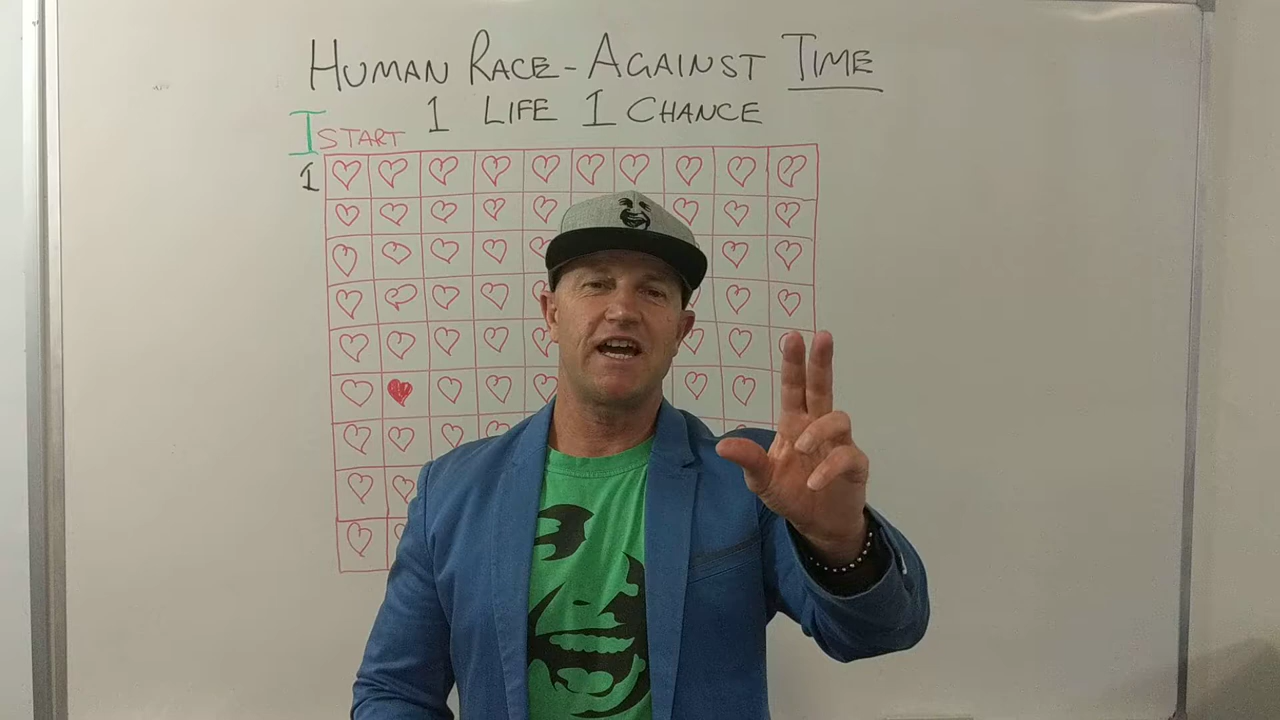 HUMAN RACE - AGAINST TIME
1 LIFE 1 CHANCE
I START
1